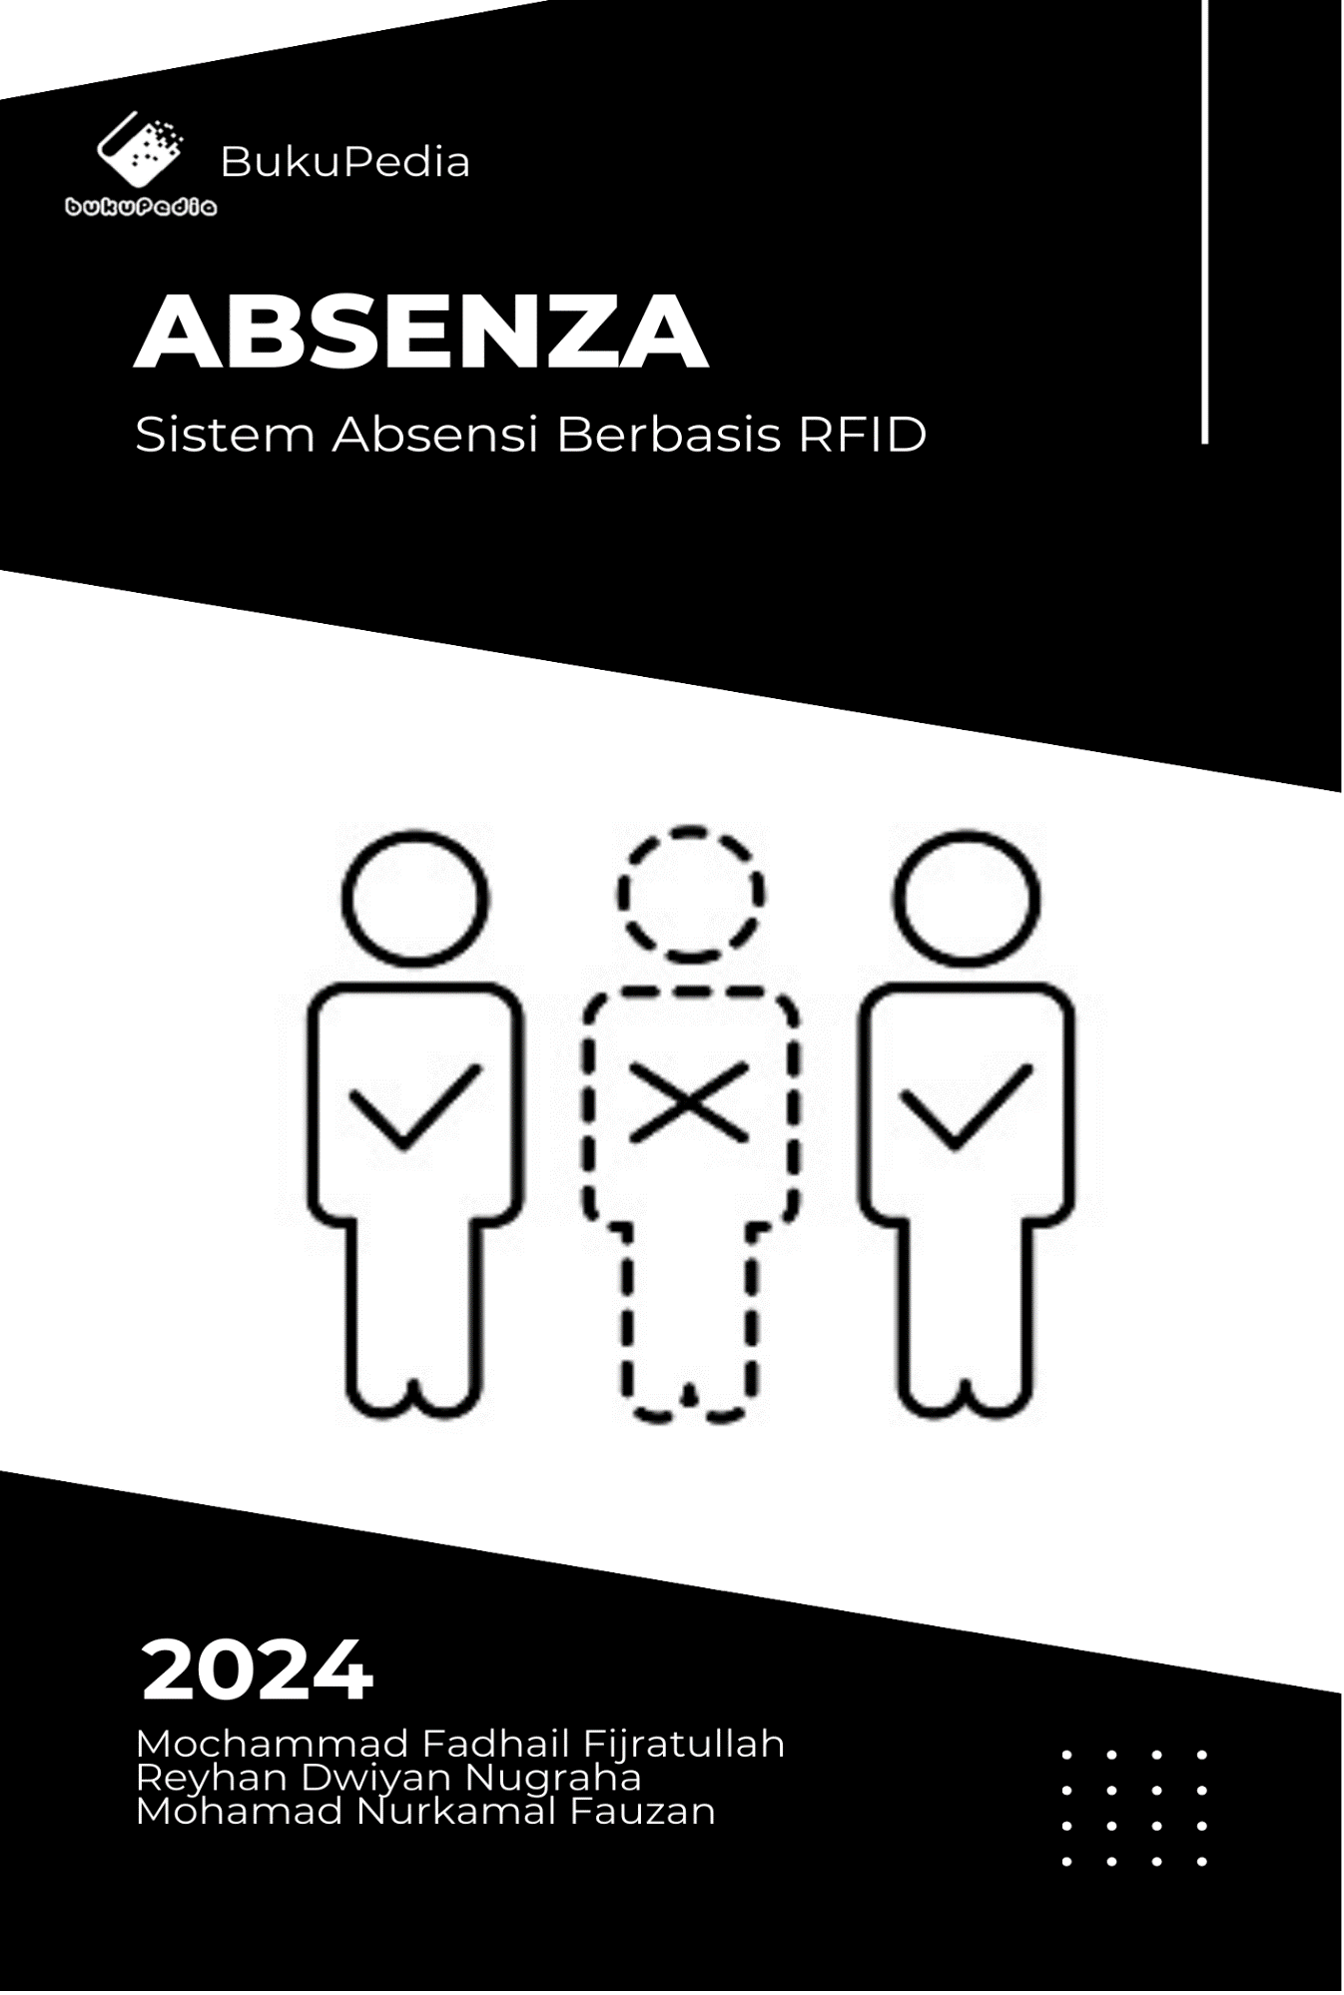 bukuPedia
BukuPedia
ABSENZA
Sistem Absensi Berbasis RFID
2024
Mochammad Fadhail Fijratullah
Reyhan Dwiyan Nugraha
Mohamad Nurkamal Fauzan